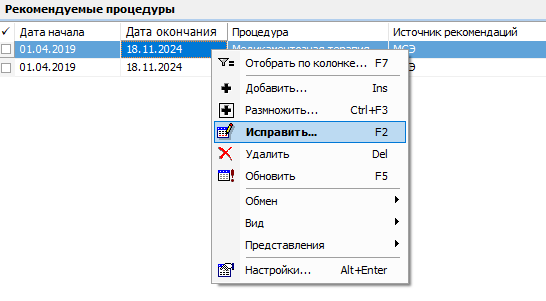 Рекомендуемые процедуры
Дата начала Дата окончания Процедура Источник рекомендаций
01.04.2019 18.11.2024 Медикаментозная терапия МСЭ
01.04.2019 18.11.2024
Отобрать по колонке... F7
Добавить... Ins
Размножить... Ctrl+F3
Исправить... F2
Удалить Del
Обновить F5
Обмен
Вид
Представления
Настройки... Alt+Enter